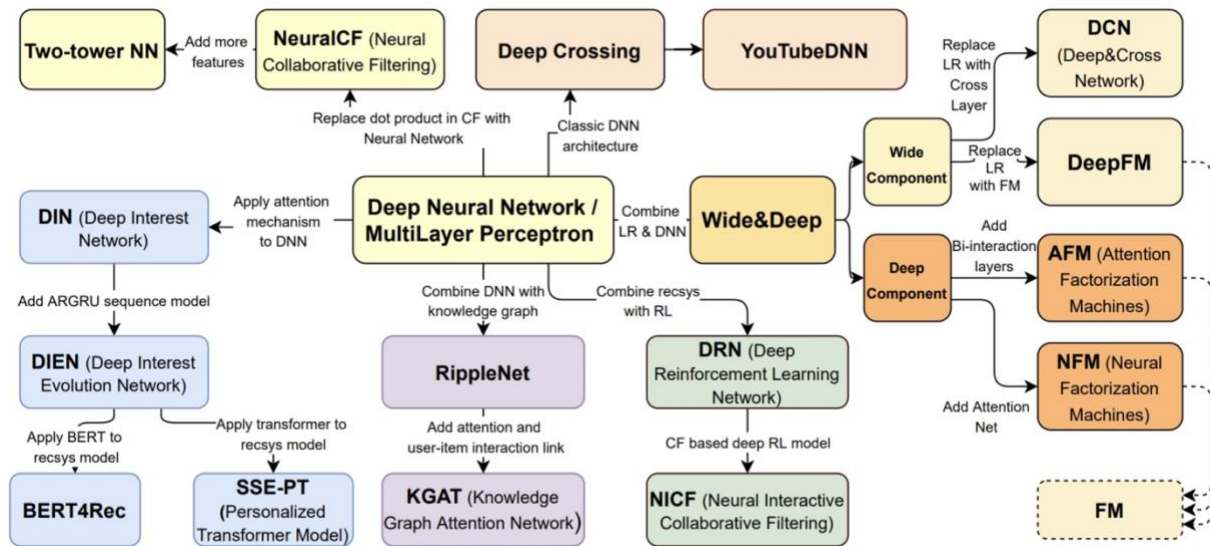 Two-tower NN
Add more
features
NeuralCF (Neural
Collaborative Filtering)
Deep Crossing
YouTubeDNN
Replace
LR with
Cross
Layer
DCN
(Deep&Cross
Network)
Replace dot product in CF with
Neural Network
Classic DNN
architecture
Wide
Component
Replace
LR
with FM
DeepFM
DIN (Deep Interest
Network)
Apply attention
mechanism
to DNN
Deep Neural Network /
MultiLayer Perceptron
Combine
LR & DNN
Wide&Deep
Deep
Component
Add
Bi-interaction
layers
AFM (Attention
Factorization
Machines)
Add ARGRU sequence model
Combine DNN with
knowledge graph
Combine recsys
with RL
DIEN (Deep Interest
Evolution Network)
RippleNet
DRN (Deep
Reinforcement Learning
Network)
Add Attention
Net
NFM (Neural
Factorization
Machines)
Apply BERT to
recsys model
Apply transformer to
recsys model
Add attention and
user-item interaction link
CF based deep RL model
BERT4Rec
SSE-PT
(Personalized
Transformer Model)
KGAT (Knowledge
Graph Attention Network)
NICF (Neural Interactive
Collaborative Filtering)
FM